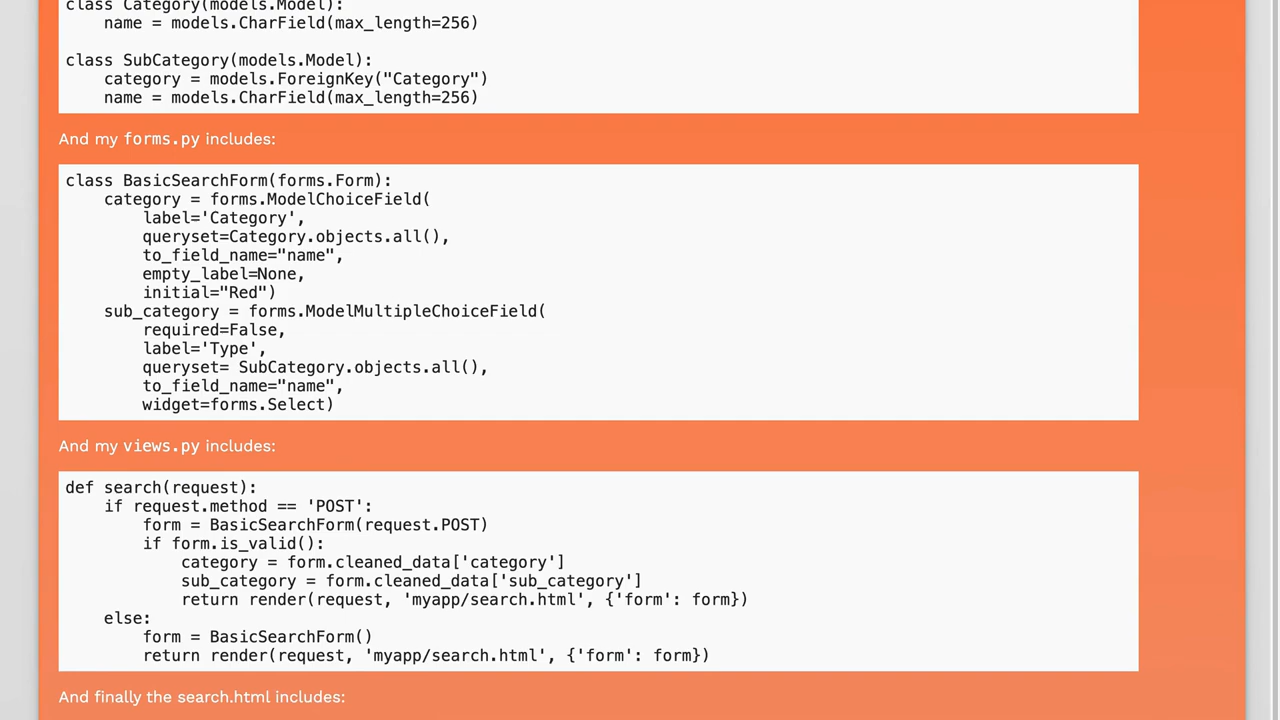 class Category(models.Model):
    name = models.CharField(max_length=256)
class SubCategory(models.Model):
    category = models.ForeignKey("Category")
    name = models.CharField(max_length=256)
And my forms.py includes:
class BasicSearchForm(forms.Form):
    category = forms.ModelChoiceField(
        label='Category',
        queryset=Category.objects.all(),
        to_field_name="name",
        empty_label=None,
        initial="Red")
    sub_category = forms.ModelMultipleChoiceField(
        required=False,
        label='Type',
        queryset= SubCategory.objects.all(),
        to_field_name="name",
        widget=forms.Select)
And my views.py includes:
def search(request):
    if request.method == 'POST':
        form = BasicSearchForm(request.POST)
        if form.is_valid():
            category = form.cleaned_data['category']
            sub_category = form.cleaned_data['sub_category']
            return render(request, 'myapp/search.html', {'form': form})
    else:
        form = BasicSearchForm()
        return render(request, 'myapp/search.html', {'form': form})
And finally the search.html includes: